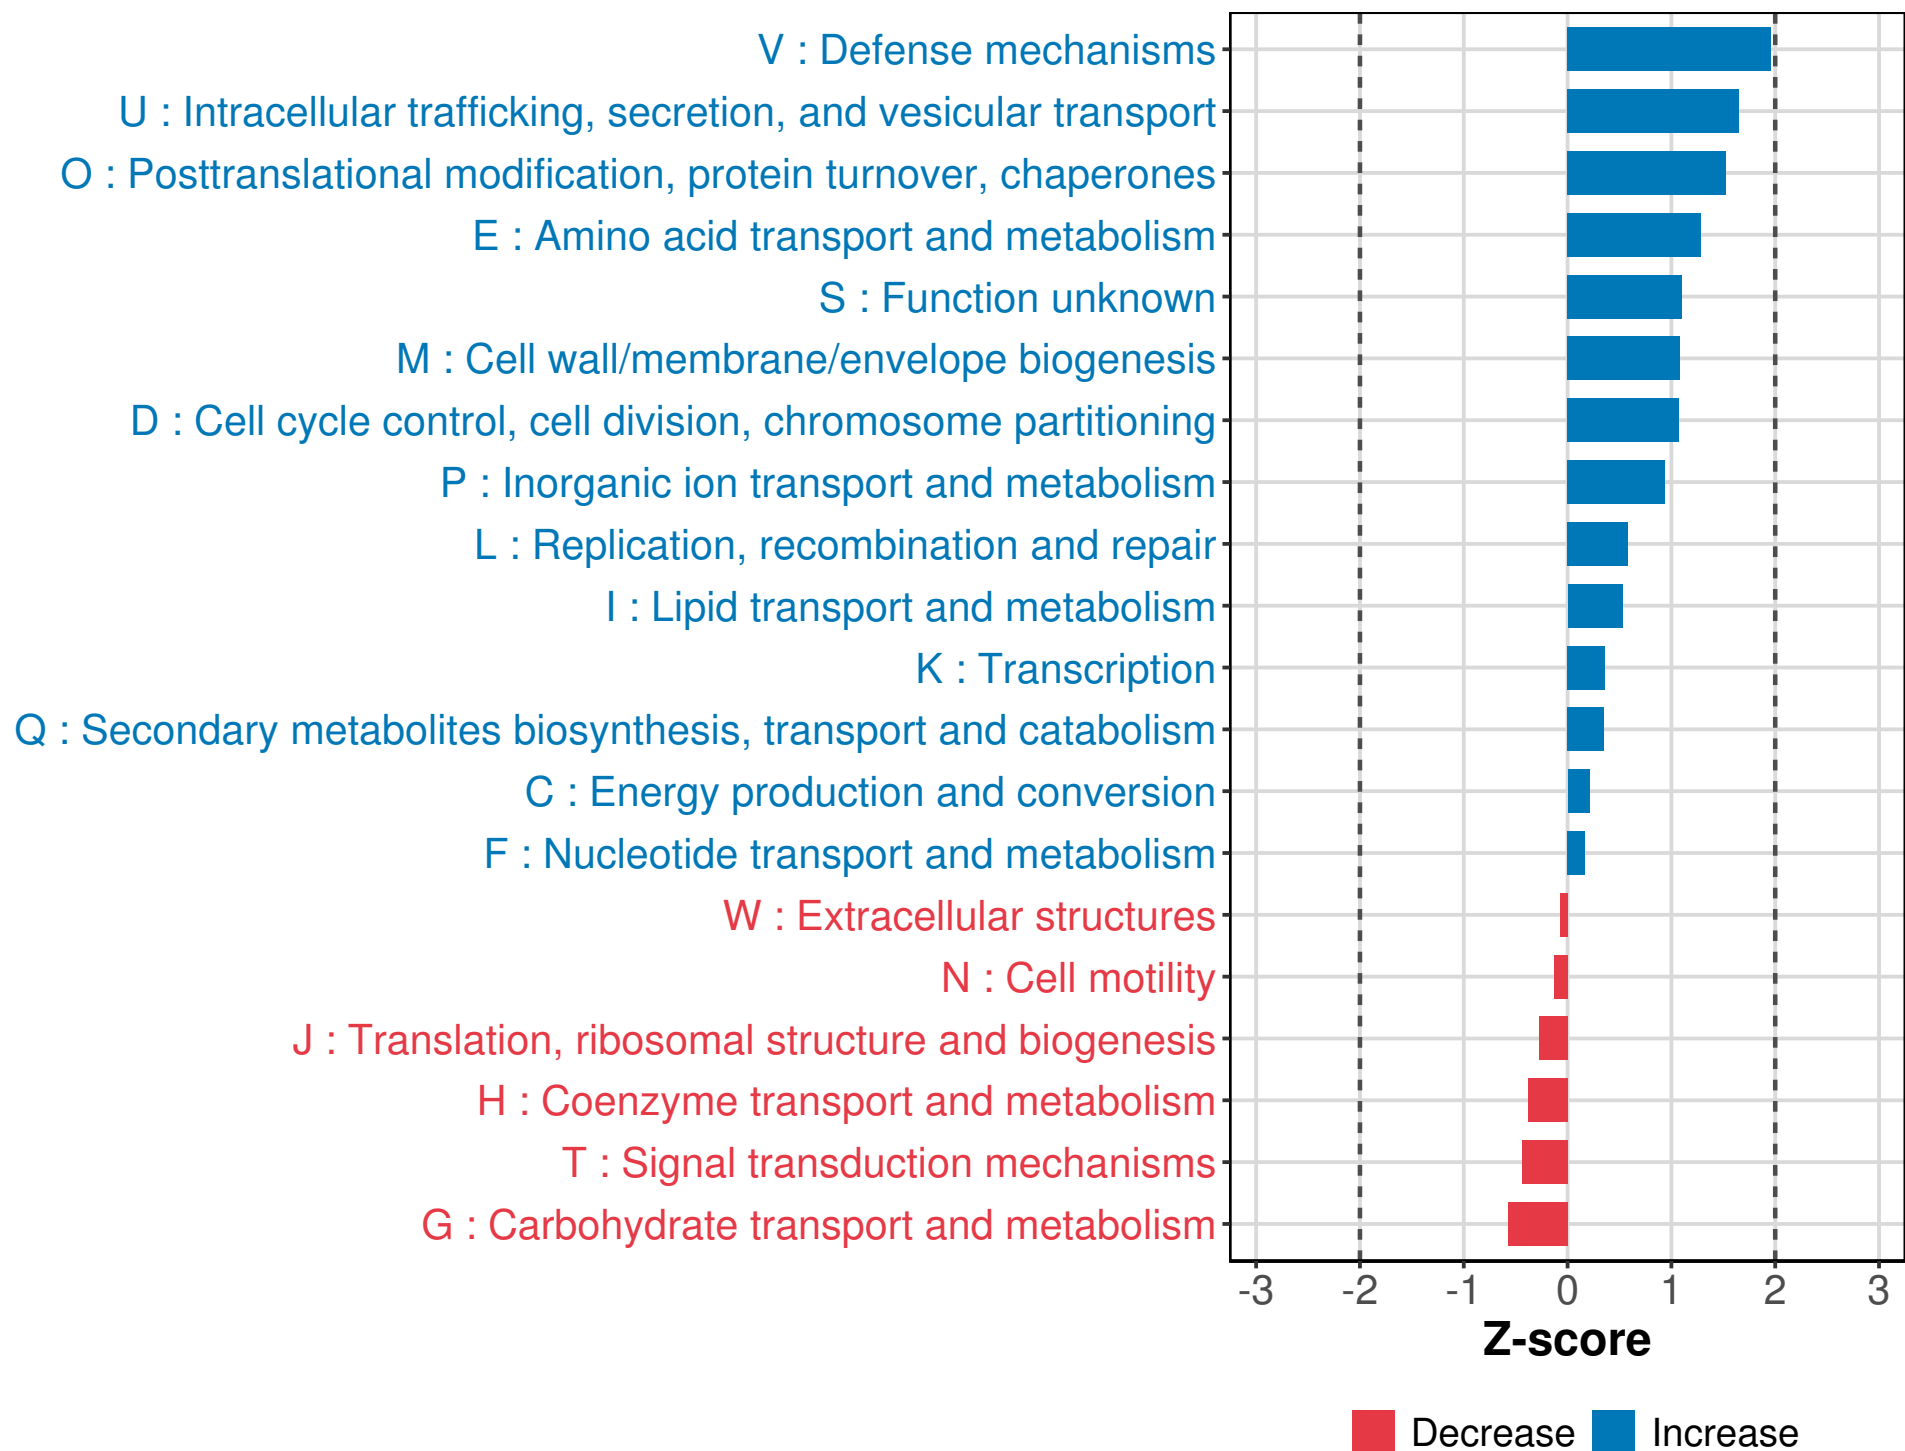 V : Defense mechanisms
U : Intracellular trafficking, secretion, and vesicular transport
O : Posttranslational modification, protein turnover, chaperones
E : Amino acid transport and metabolism
S : Function unknown
M : Cell wall/membrane/envelope biogenesis
D : Cell cycle control, cell division, chromosome partitioning
P : Inorganic ion transport and metabolism
L : Replication, recombination and repair
I : Lipid transport and metabolism
K : Transcription
Q : Secondary metabolites biosynthesis, transport and catabolism
C : Energy production and conversion
F : Nucleotide transport and metabolism
W : Extracellular structures
N : Cell motility
J : Translation, ribosomal structure and biogenesis
H : Coenzyme transport and metabolism
T : Signal transduction mechanisms
G : Carbohydrate transport and metabolism
-3 -2 -1 0 1 2 3
Z-score
Decrease Increase